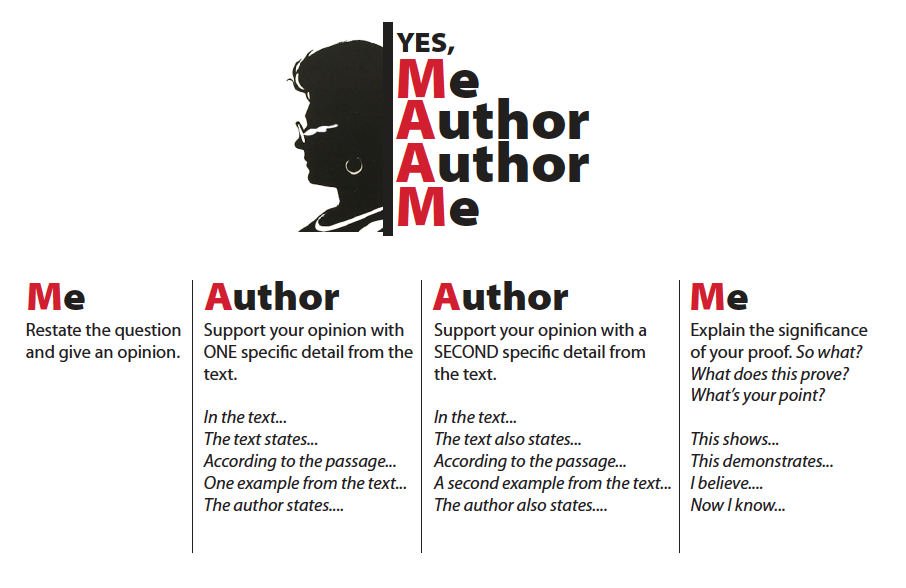 YES,
Me
Author
Author
Me
Me
Restate the question
and give an opinion.
Author
Support your opinion with
ONE specific detail from the
text.
In the text...
The text states...
According to the passage...
One example from the text...
The author states....
Author
Support your opinion with a
SECOND specific detail from
the text.
In the text...
The text also states...
According to the passage...
A second example from the text...
The author also states....
Me
Explain the significance
of your proof. So what?
What does this prove?
What's your point?
This shows...
This demonstrates...
I believe....
Now I know...